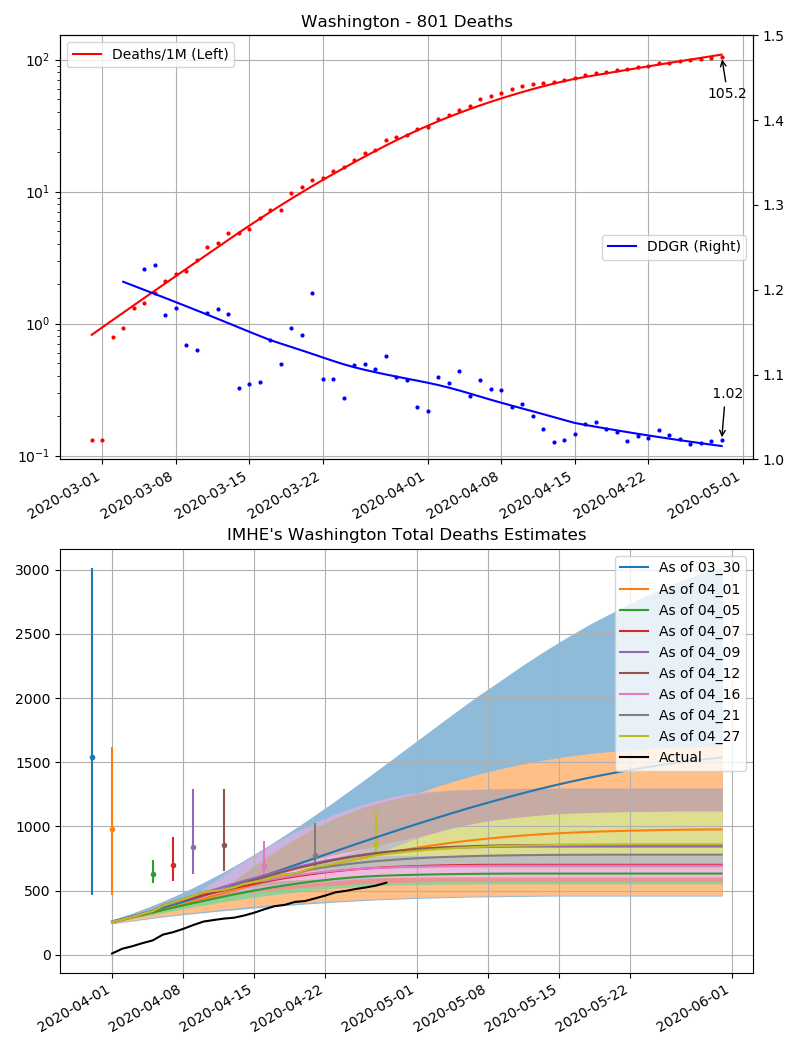 Washington - 801 Deaths
Deaths/1M (Left)
DDGR (Right)
105.2
1.02
10²
10¹
10⁰
10⁻¹
1.5
1.4
1.3
1.2
1.1
1.0
2020-03-01
2020-03-08
2020-03-15
2020-03-22
2020-04-01
2020-04-08
2020-04-15
2020-04-22
2020-05-01
IMHE's Washington Total Deaths Estimates
3000
2500
2000
1500
1000
500
0
As of 03_30
As of 04_01
As of 04_05
As of 04_07
As of 04_09
As of 04_12
As of 04_16
As of 04_21
As of 04_27
Actual
2020-04-01
2020-04-08
2020-04-15
2020-04-22
2020-05-01
2020-05-08
2020-05-15
2020-05-22
2020-06-01